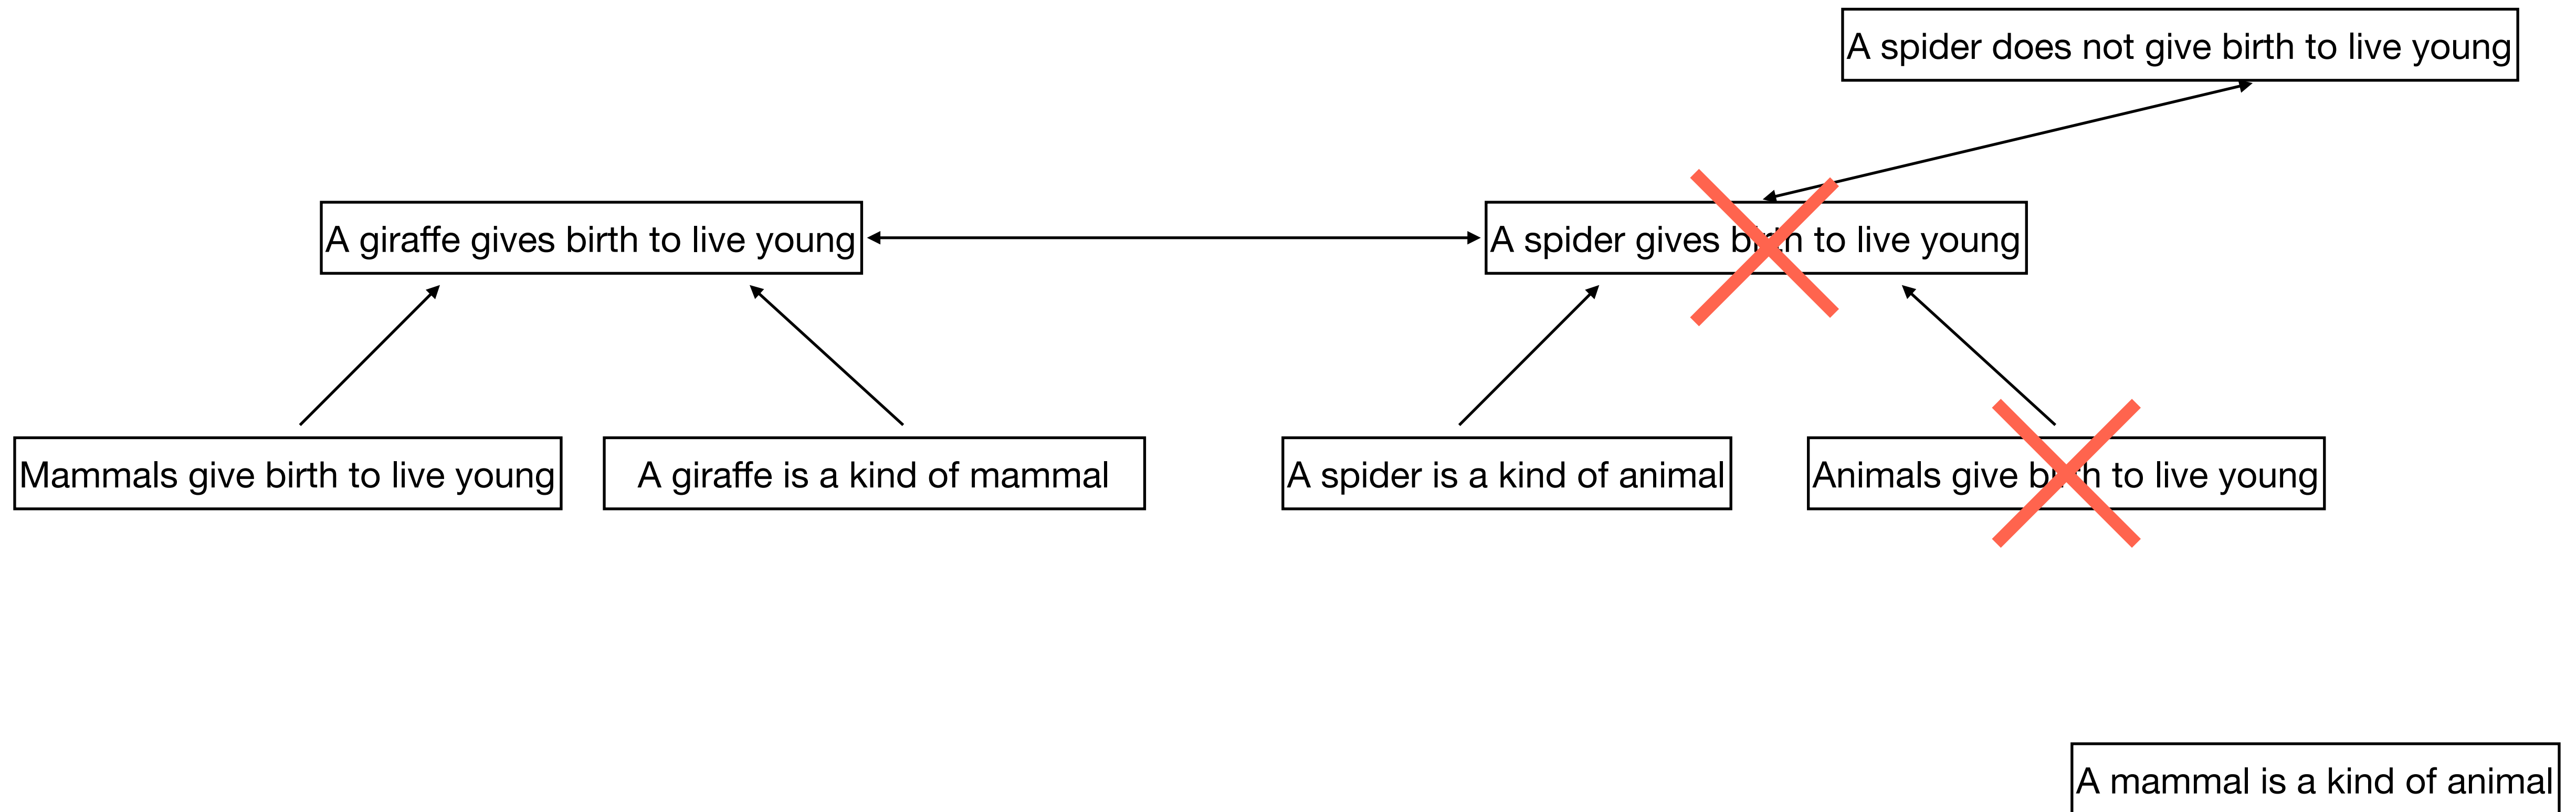 A spider does not give birth to live young
A giraffe gives birth to live young
A spider gives birth to live young
Mammals give birth to live young
A giraffe is a kind of mammal
A spider is a kind of animal
Animals give birth to live young
A mammal is a kind of animal